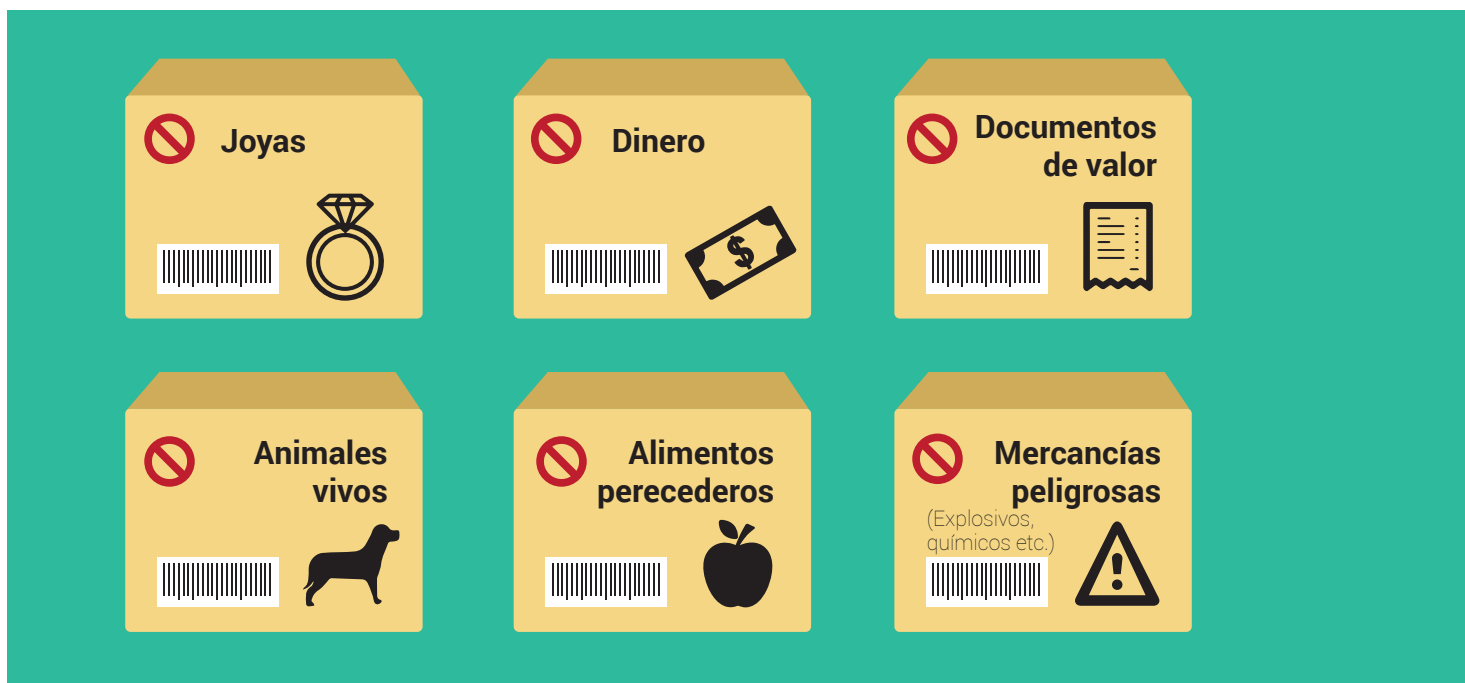 Joyas
Dinero
Documentos
de valor
Animales
vivos
Alimentos
perecederos
Mercancías
peligrosas
(Explosivos,
químicos etc.)